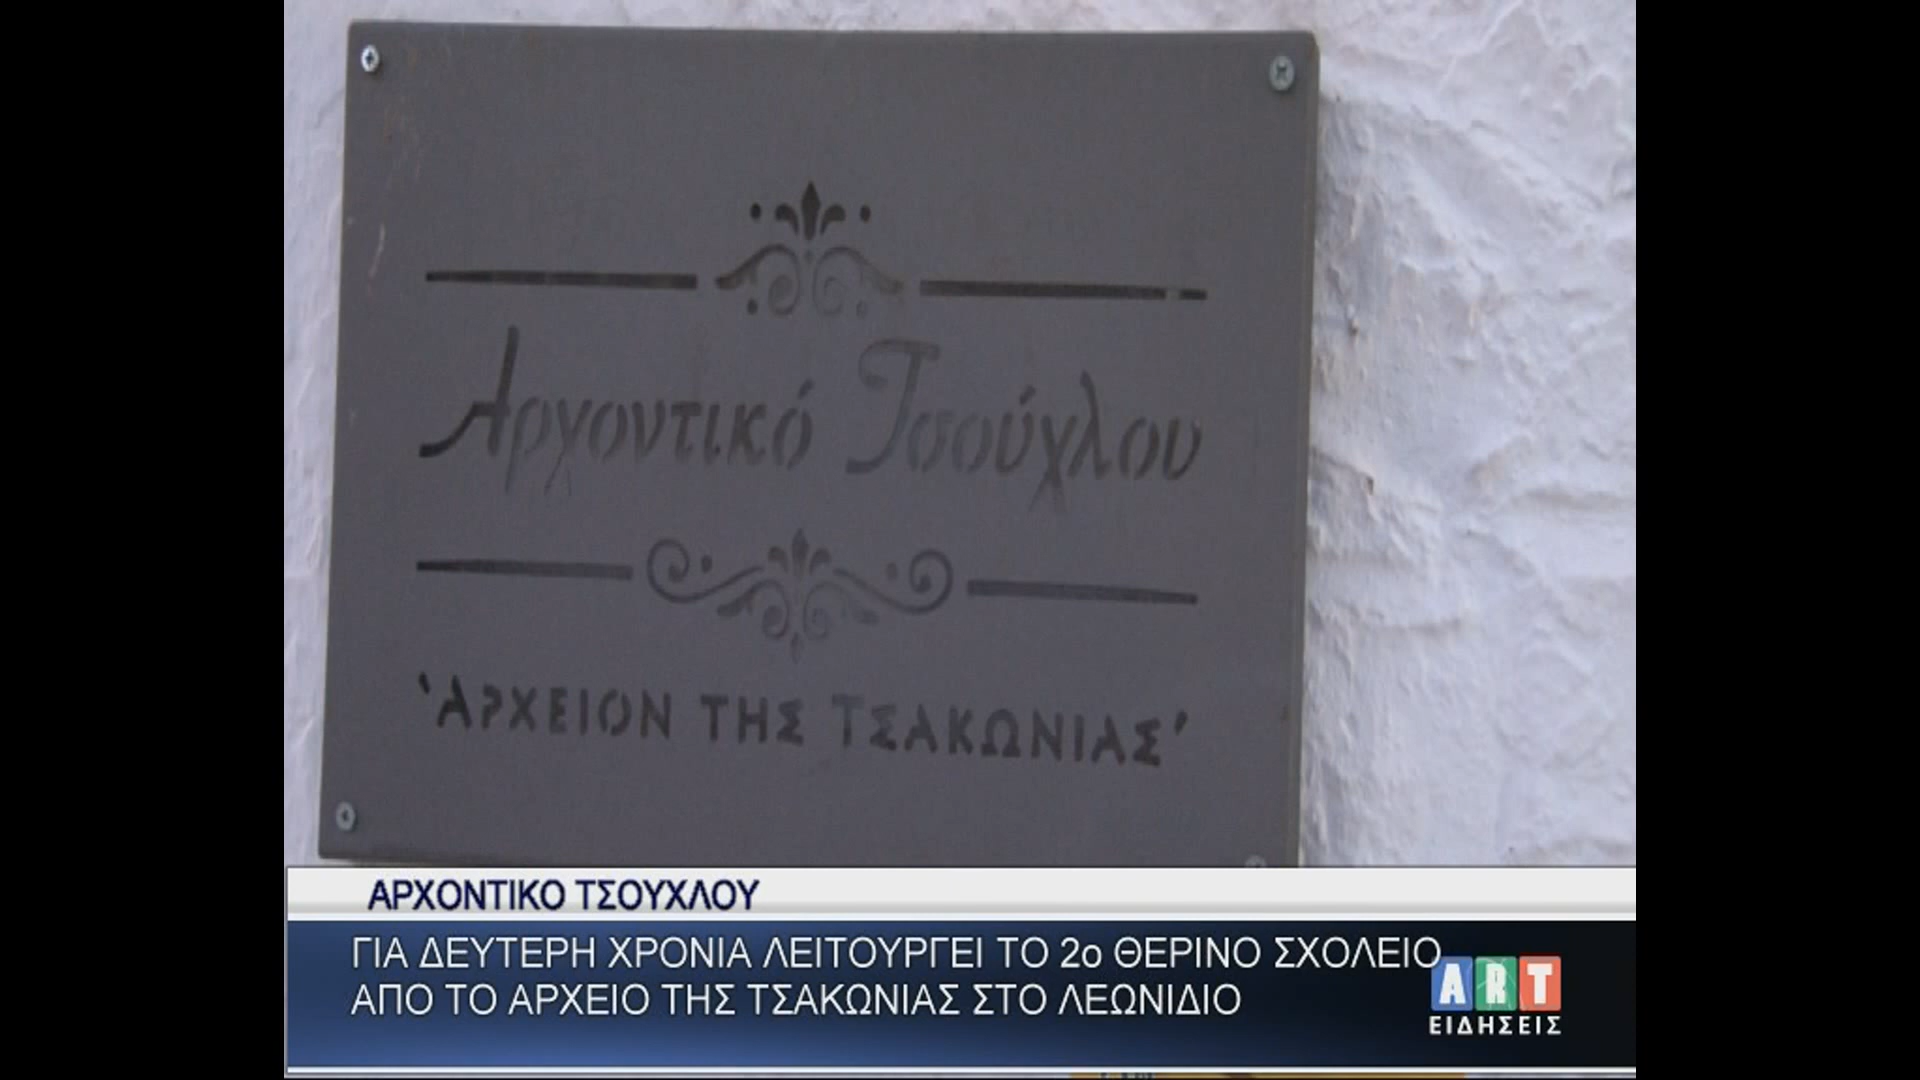 Αρχοντικό Τσούχλου
'ΑΡΧΕΙΟΝ ΤΗΣ ΤΣΑΚΩΝΙΑΣ'
ΑΡΧΟΝΤΙΚΟ ΤΣΟΥΧΛΟΥ
ΓΙΑ ΔΕΥΤΕΡΗ ΧΡΟΝΙΑ ΛΕΙΤΟΥΡΓΕΙ ΤΟ 2ο ΘΕΡΙΝΟ ΣΧΟΛΕΙΟ
ΑΠΟ ΤΟ ΑΡΧΕΙΟ ΤΗΣ ΤΣΑΚΩΝΙΑΣ ΣΤΟ ΛΕΩΝΙΔΙΟ
ART
ΕΙΔΗΣΕΙΣ